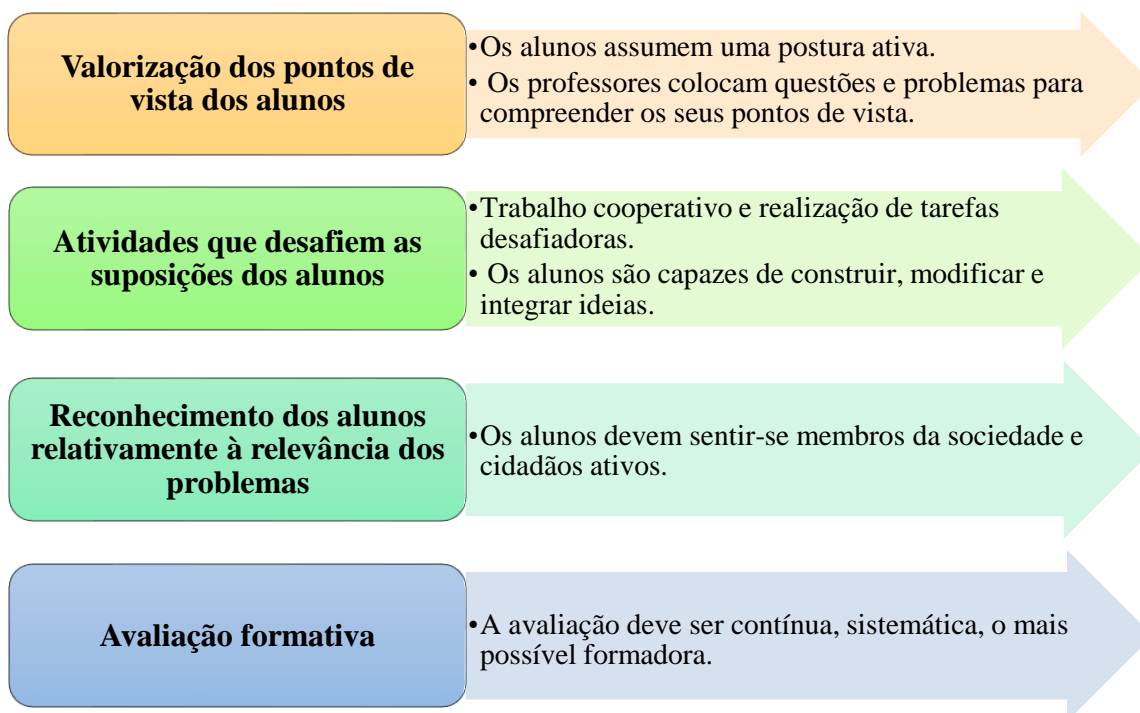 Valorização dos pontos de
vista dos alunos
•Os alunos assumem uma postura ativa.
• Os professores colocam questões e problemas para
compreender os seus pontos de vista.
Atividades que desafiem as
suposições dos alunos
•Trabalho cooperativo e realização de tarefas
desafiadoras.
• Os alunos são capazes de construir, modificar e
integrar ideias.
Reconhecimento dos alunos
relativamente à relevância dos
problemas
•Os alunos devem sentir-se membros da sociedade e
cidadãos ativos.
Avaliação formativa
•A avaliação deve ser contínua, sistemática, o mais
possível formadora.